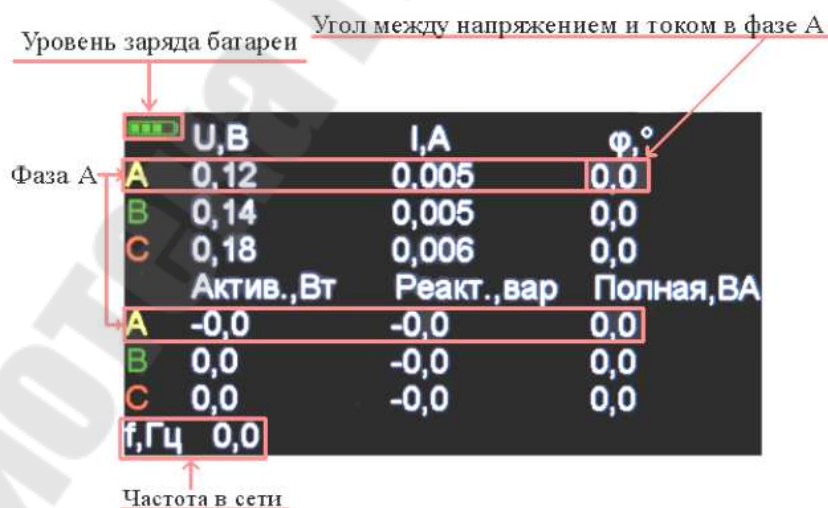 Угол между напряжением и током в фазе А
Уровень заряда батареи
U,В I,А φ,°
Фаза А
А 0,12 0,005 0,0
В 0,14 0,005 0,0
С 0,18 0,006 0,0
Актив.,Вт Реакт.,вар Полная,ВА
А -0,0 -0,0 0,0
В 0,0 -0,0 0,0
С 0,0 -0,0 0,0
f,Гц 0,0
Частота в сети